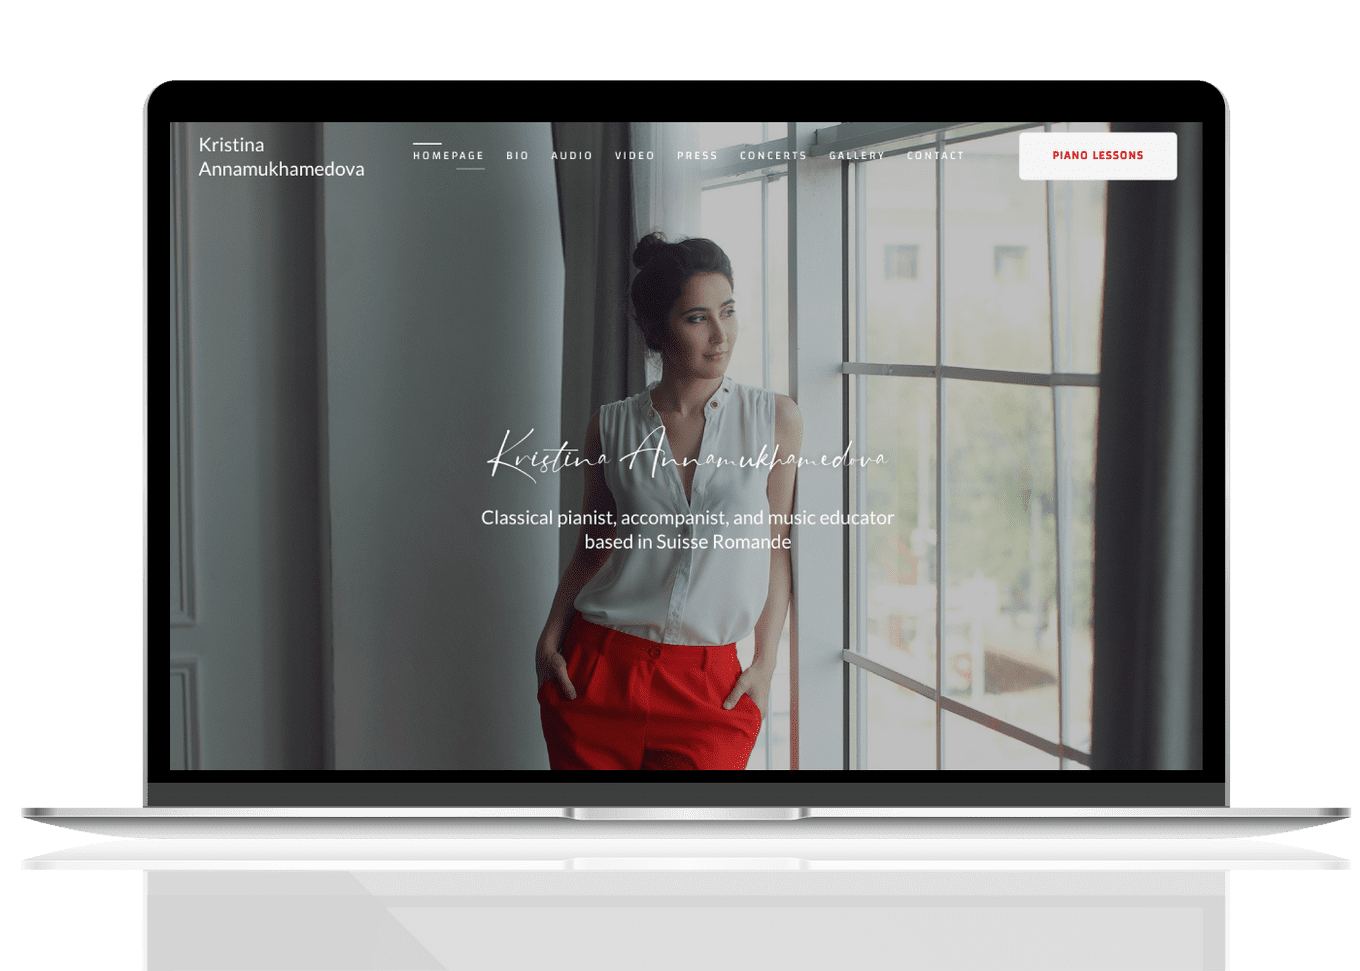 Kristina
Annamukhamedova
HOMEPAGE BIO AUDIO VIDEO PRESS CONCERTS GALLERY CONTACT
PIANO LESSONS
Kristina Annamukhamedova
Classical pianist, accompanist, and music educator
based in Suisse Romande